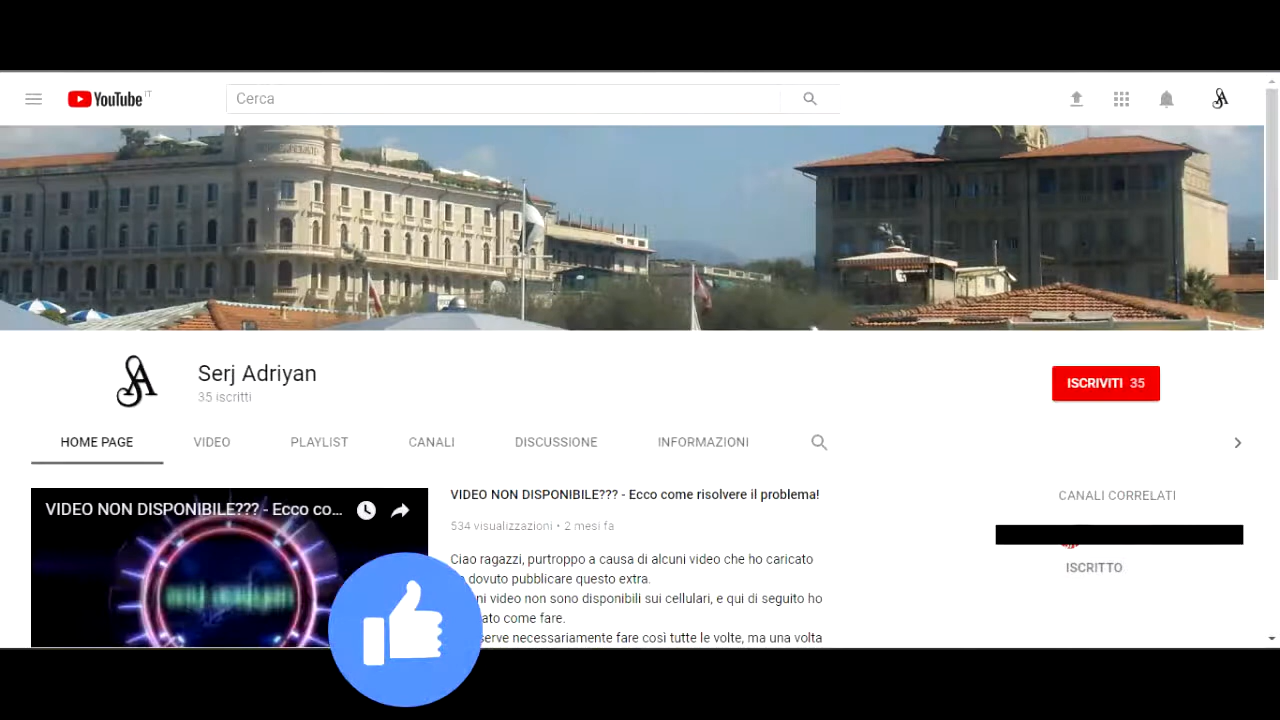 YouTube IT
Cerca
Serj Adriyan
35 iscritti
ISCRIVITI 35
HOME PAGE
VIDEO
PLAYLIST
CANALI
DISCUSSIONE
INFORMAZIONI
VIDEO NON DISPONIBILE??? - Ecco co...
VIDEO NON DISPONIBILE??? - Ecco come risolvere il problema!
534 visualizzazioni • 2 mesi fa
Ciao ragazzi, purtroppo a causa di alcuni video che ho caricato
dovuto pubblicare questo extra.
video non sono disponibili sui cellulari, e qui di seguito ho
come fare.
serve necessariamente fare così tutte le volte, ma una volta
CANALI CORRELATI
ISCRITTO